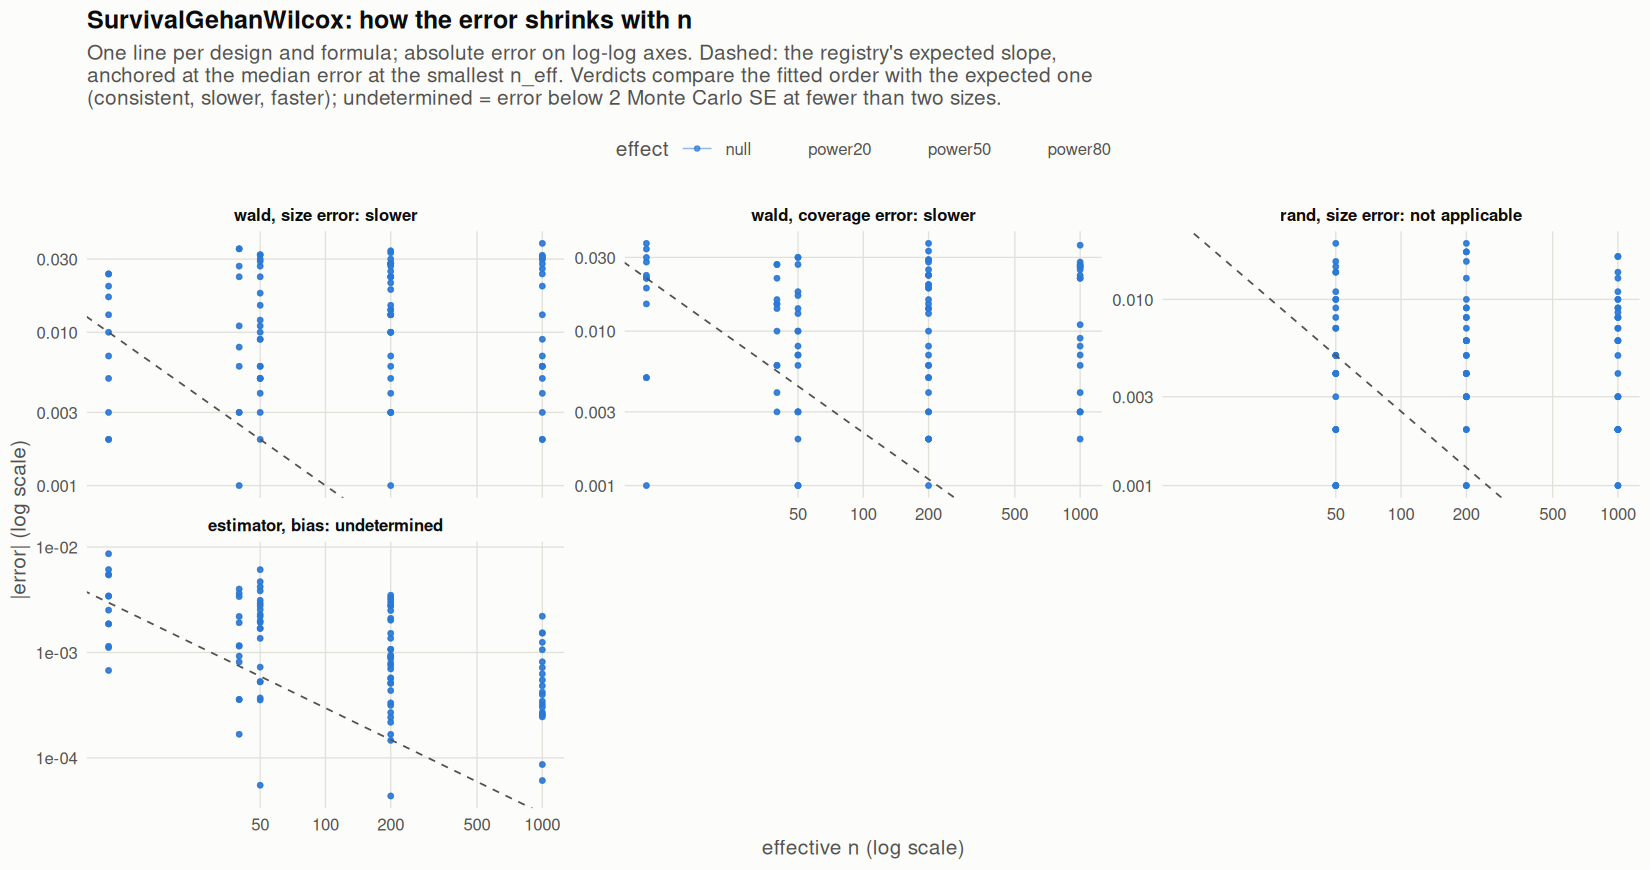 SurvivalGehanWilcox: how the error shrinks with n
One line per design and formula; absolute error on log-log axes. Dashed: the registry's expected slope,
anchored at the median error at the smallest n_eff. Verdicts compare the fitted order with the expected one
(consistent, slower, faster); undetermined = error below 2 Monte Carlo SE at fewer than two sizes.
effect null power20 power50 power80
wald, size error: slower
0.030
0.010
0.003
0.001
wald, coverage error: slower
0.030
0.010
0.003
0.001
50 100 200 500 1000
rand, size error: not applicable
0.010
0.003
0.001
50 100 200 500 1000
estimator, bias: undetermined
1e-02
1e-03
1e-04
50 100 200 500 1000
|error| (log scale)
effective n (log scale)